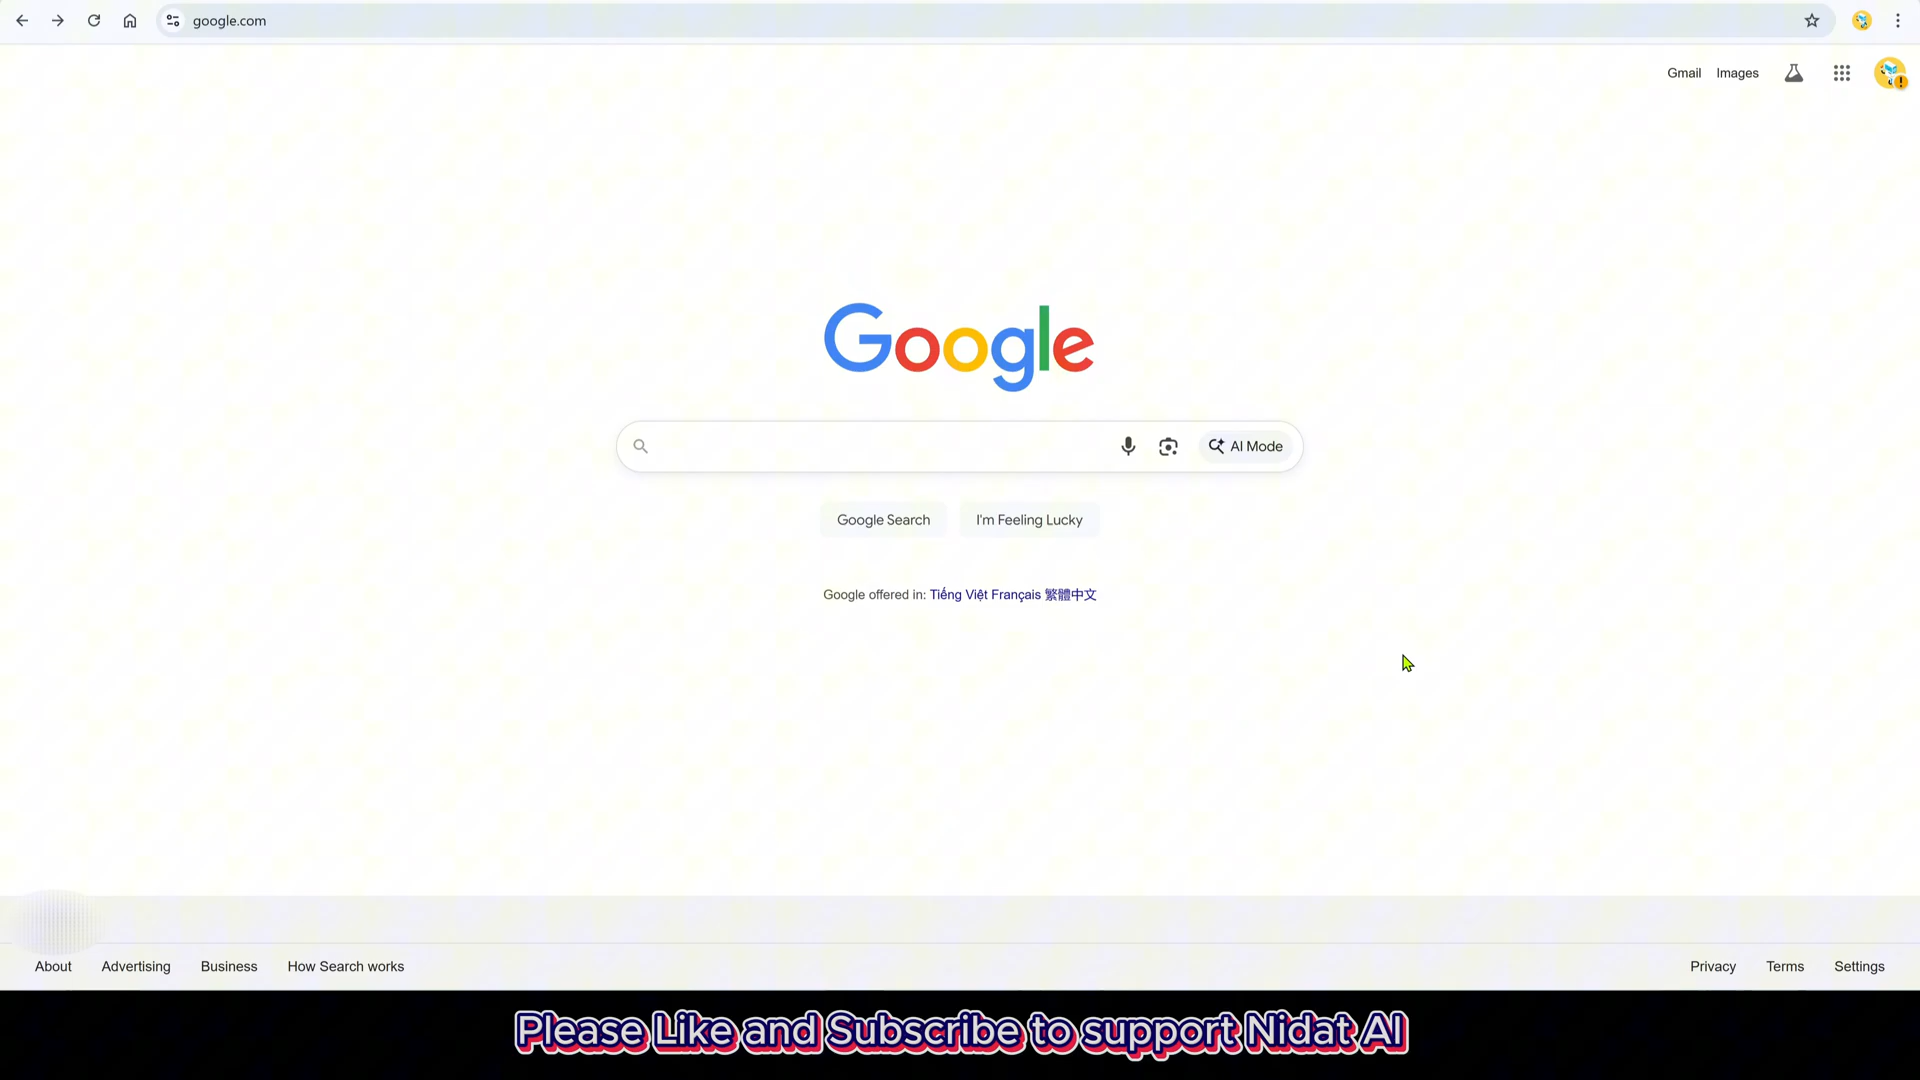 google.com
Gmail Images
Google
AI Mode
Google Search I'm Feeling Lucky
Google offered in: Tiếng Việt Français 繁體中文
About Advertising Business How Search works Privacy Terms Settings
Please Like and Subscribe to support Nidat AI